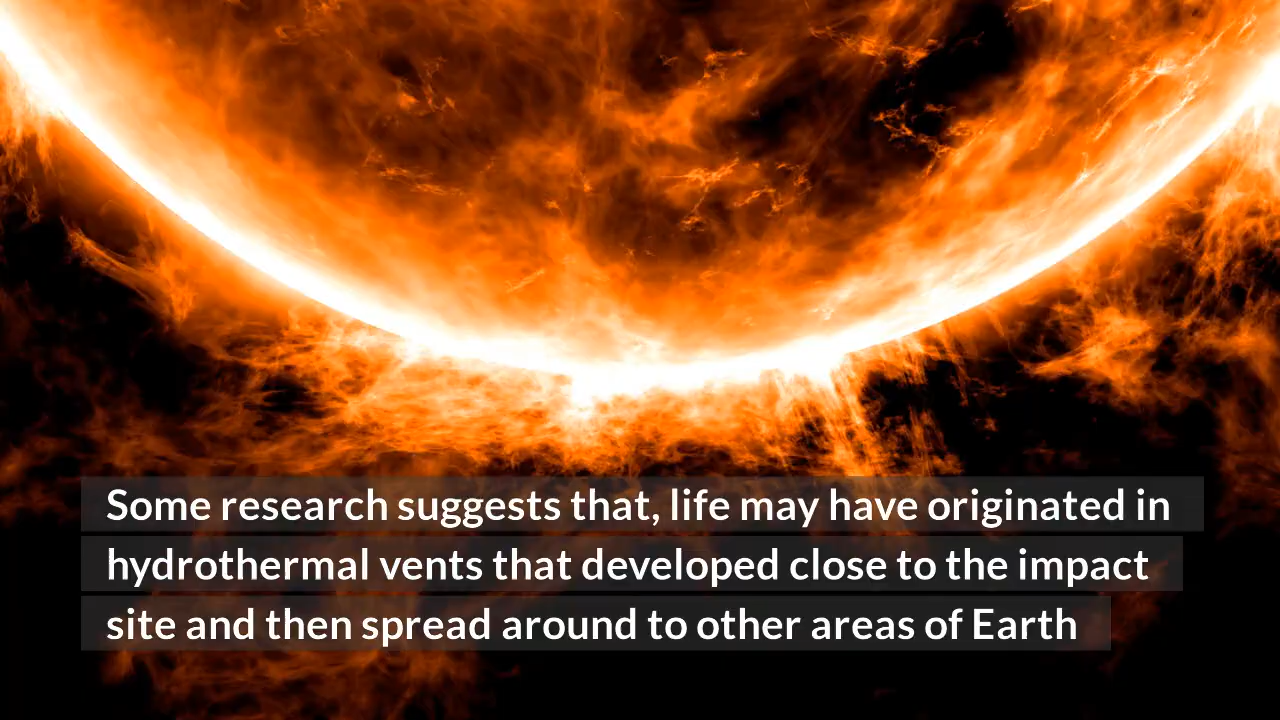 Some research suggests that, life may have originated in
hydrothermal vents that developed close to the impact
site and then spread around to other areas of Earth